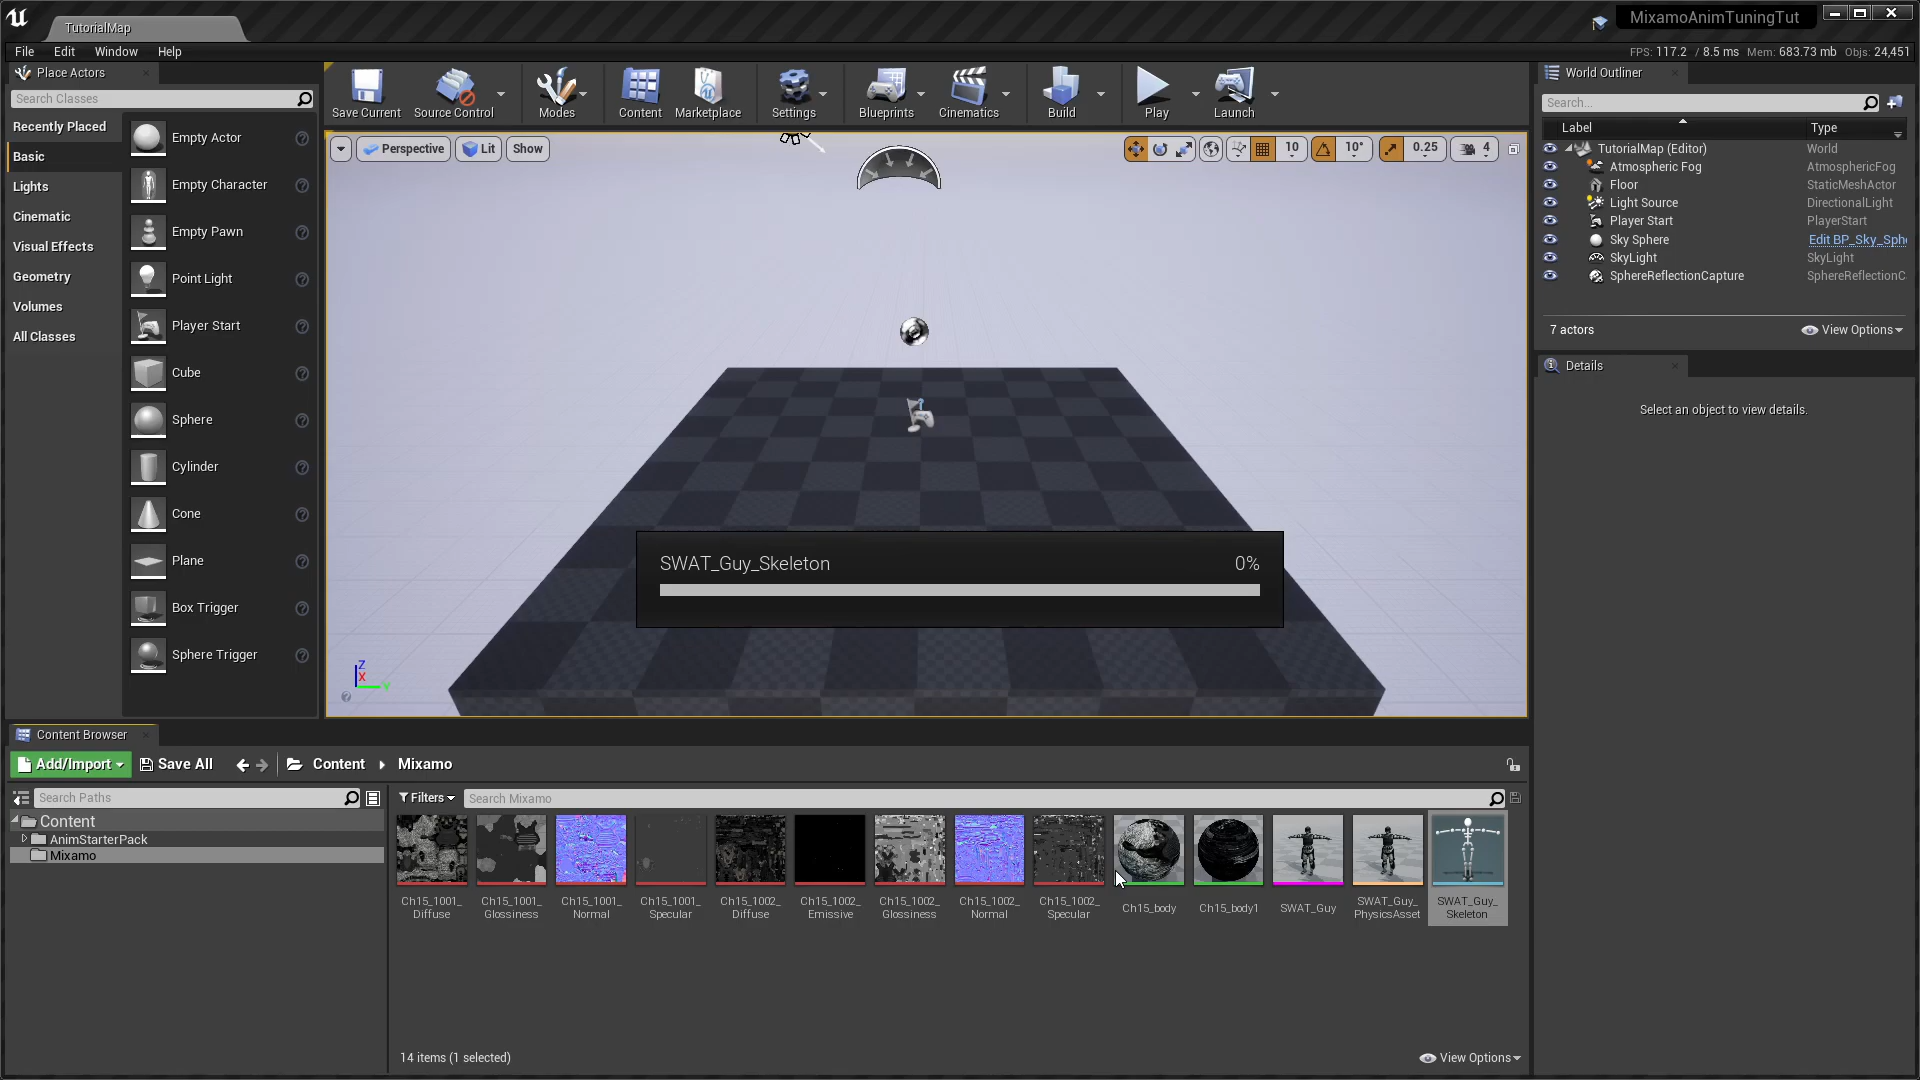 TutorialMap
MixamoAnimTuningTut
File Edit Window Help
FPS: 117.2 / 8.5 ms Mem: 683.73 mb Objs: 24,451
Place Actors
Search Classes
Recently Placed
Basic
Lights
Cinematic
Visual Effects
Geometry
Volumes
All Classes
Empty Actor
Empty Character
Empty Pawn
Point Light
Player Start
Cube
Sphere
Cylinder
Cone
Plane
Box Trigger
Sphere Trigger
Save Current
Source Control
Modes
Content
Marketplace
Settings
Blueprints
Cinematics
Build
Play
Launch
Perspective
Lit
Show
10
10°
0.25
4
SWAT_Guy_Skeleton 0%
Z
X
Y
World Outliner
Search...
Label Type
TutorialMap (Editor) World
Atmospheric Fog AtmosphericFog
Floor StaticMeshActor
Light Source DirectionalLight
Player Start PlayerStart
Sky Sphere Edit BP_Sky_Sph
SkyLight SkyLight
SphereReflectionCapture SphereReflectionC
7 actors
View Options
Details
Select an object to view details.
Content Browser
Add/Import
Save All
Content
Mixamo
Search Paths
Content
AnimStarterPack
Mixamo
Filters
Search Mixamo
Ch15_1001_
Diffuse
Ch15_1001_
Glossiness
Ch15_1001_
Normal
Ch15_1001_
Specular
Ch15_1002_
Diffuse
Ch15_1002_
Emissive
Ch15_1002_
Glossiness
Ch15_1002_
Normal
Ch15_1002_
Specular
Ch15_body
Ch15_body1
SWAT_Guy
SWAT_Guy_
PhysicsAsset
SWAT_Guy_
Skeleton
14 items (1 selected)
View Options